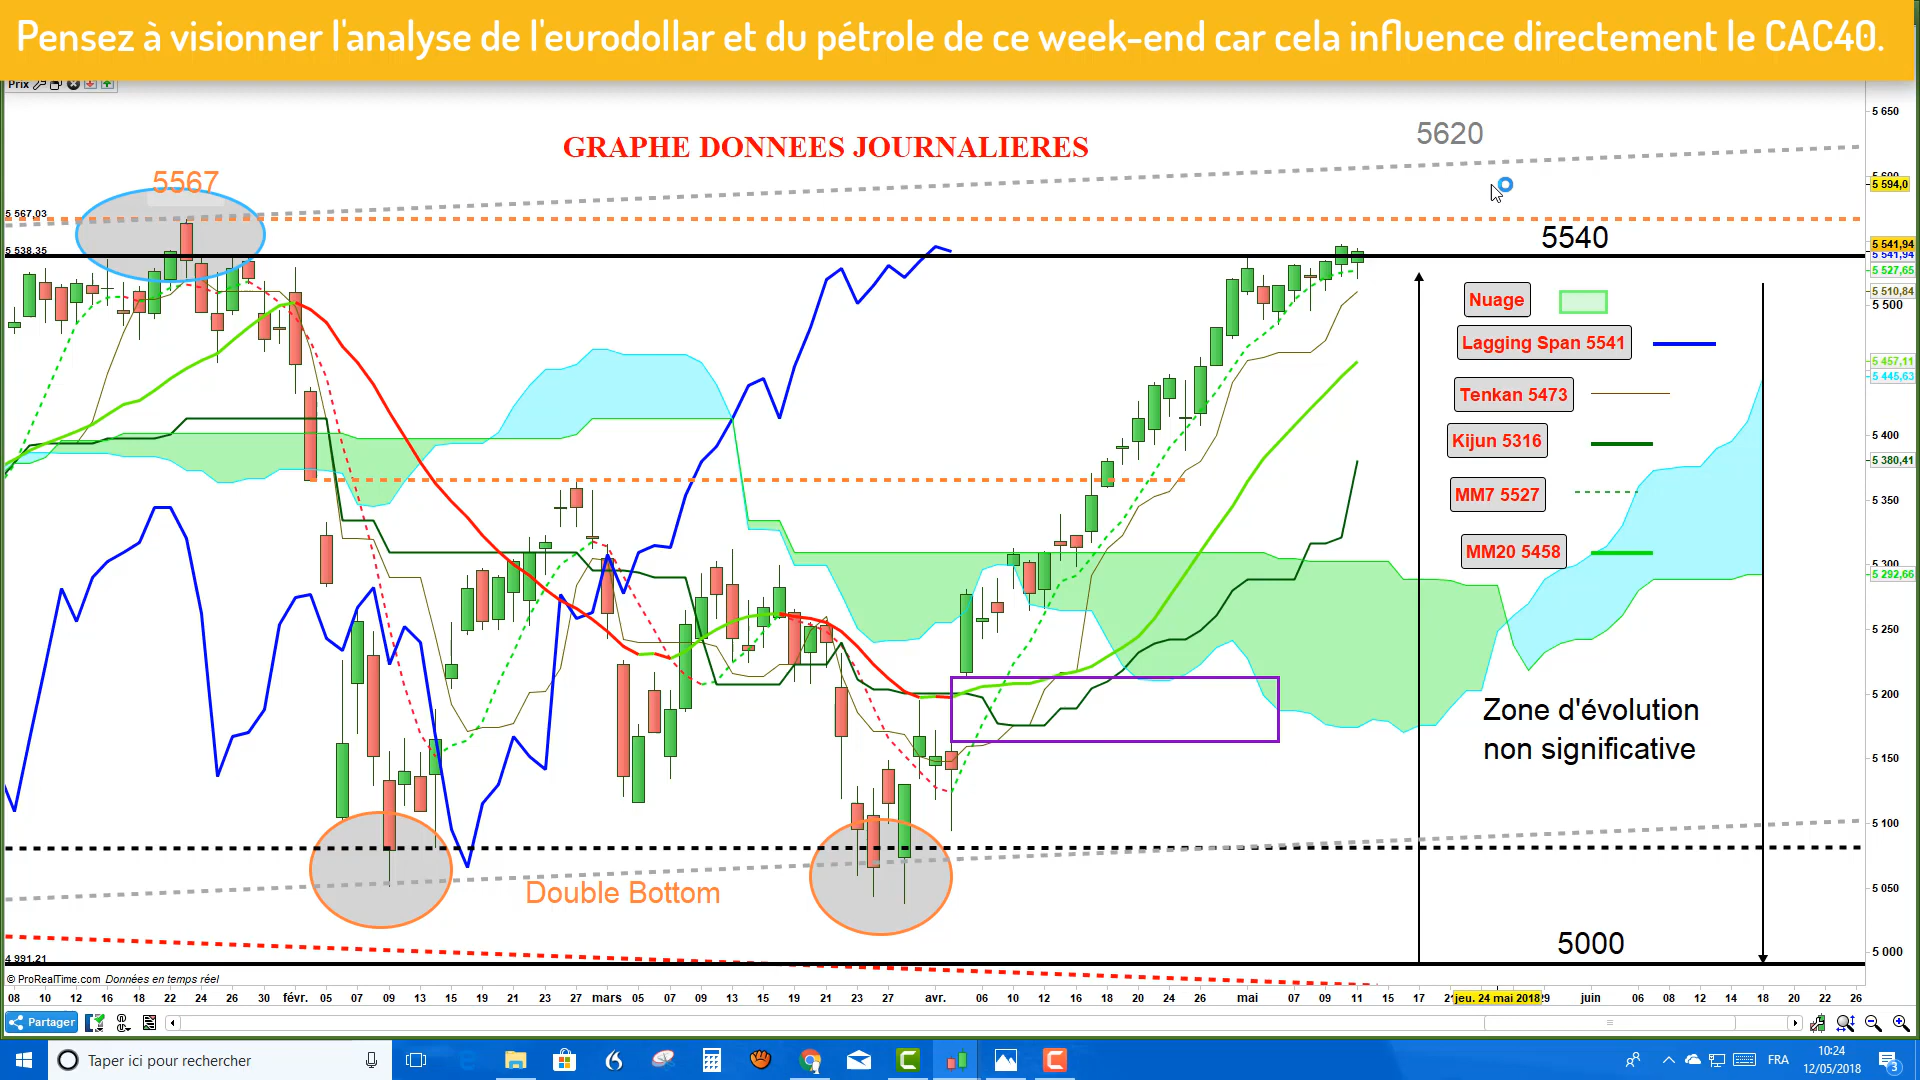 Pensez à visionner l'analyse de l'eurodollar et du pétrole de ce week-end car cela influence directement le CAC40.
Prix
5 650
GRAPHE DONNEES JOURNALIERES
5620
5567
5 594,0
5 567,03
5540
5 541,94
5 538,35
5 541,94
5 527,65
5 510,84
Nuage
5 500
Lagging Span 5541
5 457,11
5 445,63
Tenkan 5473
5 400
Kijun 5316
5 380,41
MM7 5527
5 350
MM20 5458
5 300
5 292,66
5 250
5 200
Zone d'évolution
non significative
5 150
5 100
Double Bottom
5 050
5000
5 000
4 991,21
© ProRealTime.com Données en temps réel
08 10 12 16 18 22 24 26 30 févr. 05 07 09 13 15 19 21 23 27 mars 05 07 09 13 15 19 21 23 27 avr. 06 10 12 16 18 20 24 26 mai 07 09 11 15 17 jeu. 24 mai 2018 29 juin 06 08 12 14 18 20 22 26
Partager
Taper ici pour rechercher
FRA
10:24
12/05/2018
3